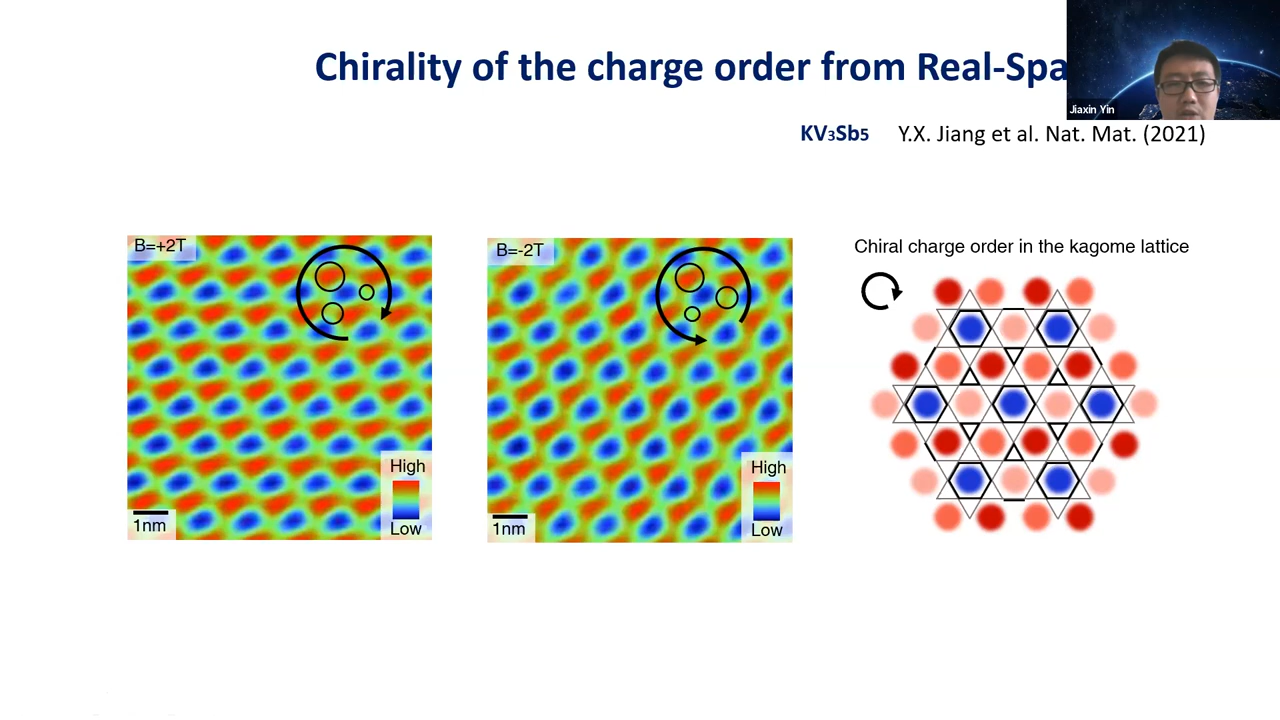 Chirality of the charge order from Real-Spa
Jiaxin Yin
KV₃Sb₅ Y.X. Jiang et al. Nat. Mat. (2021)
B=+2T
B=-2T
Chiral charge order in the kagome lattice
High
Low
1nm
High
Low
1nm